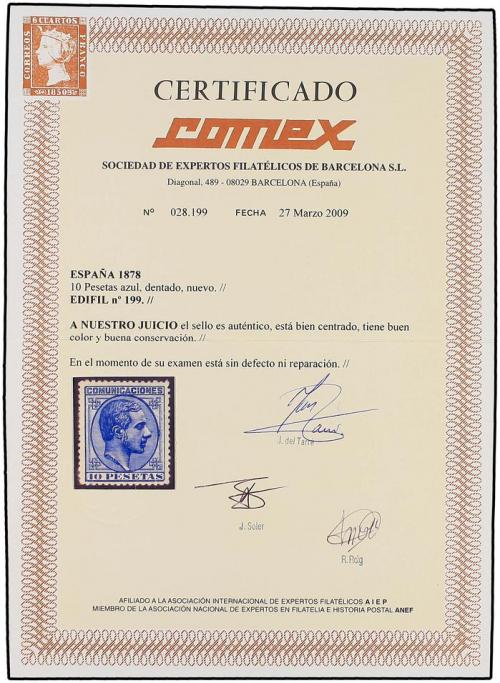 6 CUARTOS
CORREOS
FRANCO
1850
CERTIFICADO
comex
SOCIEDAD DE EXPERTOS FILATÉLICOS DE BARCELONA S.L.
Diagonal, 489 - 08029 BARCELONA (España)
Nº 028.199 FECHA 27 Marzo 2009
ESPAÑA 1878
10 Pesetas azul, dentado, nuevo. //
EDIFIL nº 199. //
A NUESTRO JUICIO el sello es auténtico, está bien centrado, tiene buen
color y buena conservación. //
En el momento de su examen está sin defecto ni reparación. //
COMUNICACIONES
10 PESETAS
J. del Tarré
J. Soler
R. Roig
AFILIADO A LA ASOCIACIÓN INTERNACIONAL DE EXPERTOS FILATÉLICOS A I E P
MIEMBRO DE LA ASOCIACIÓN NACIONAL DE EXPERTOS EN FILATELIA E HISTORIA POSTAL ANEF